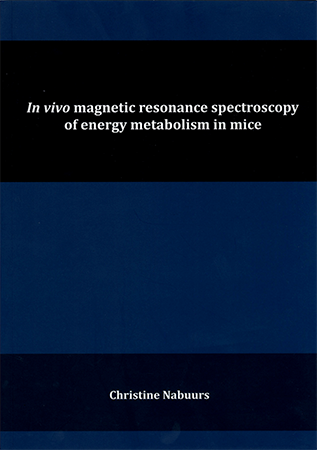 In vivo magnetic resonance spectroscopy
of energy metabolism in mice
Christine Nabuurs